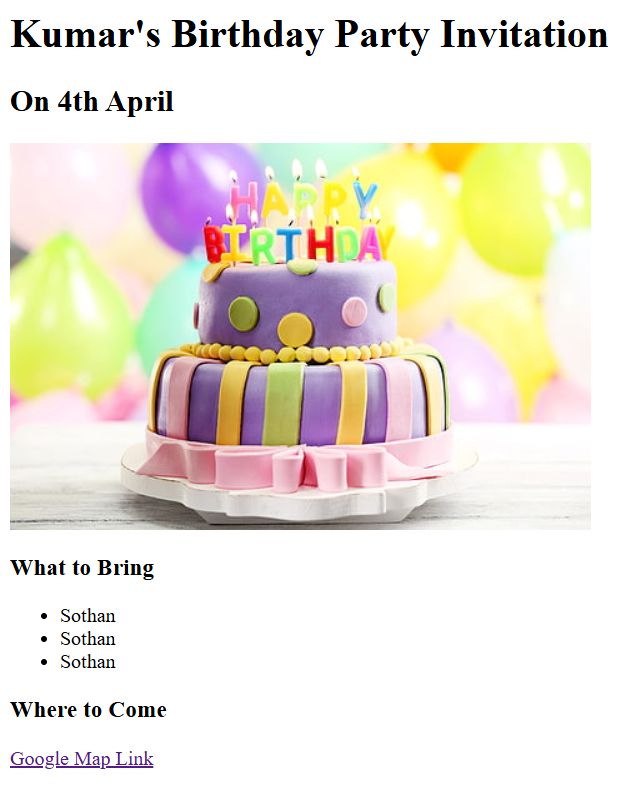 Kumar's Birthday Party Invitation
On 4th April
HAPPY
BIRTHDAY
What to Bring
• Sothan
• Sothan
• Sothan
Where to Come
Google Map Link